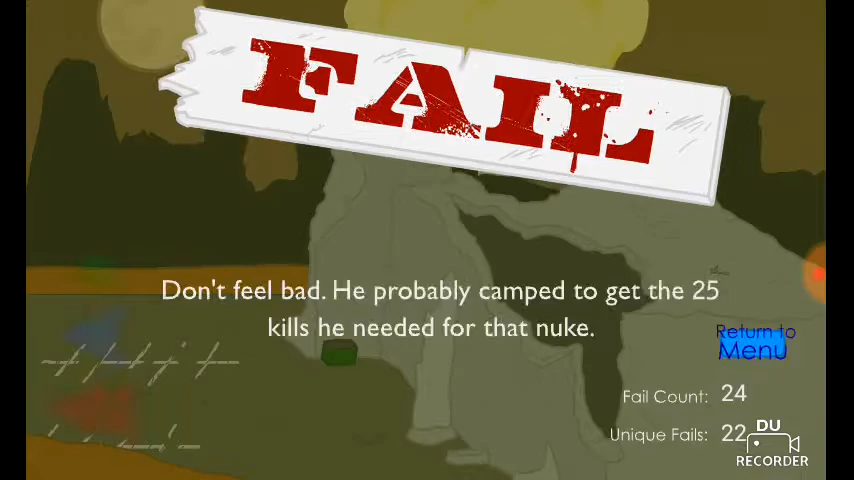 FAIL
Don't feel bad. He probably camped to get the 25
kills he needed for that nuke.
Return to
Menu
Fail Count: 24
Unique Fails: 22
DU
RECORDER